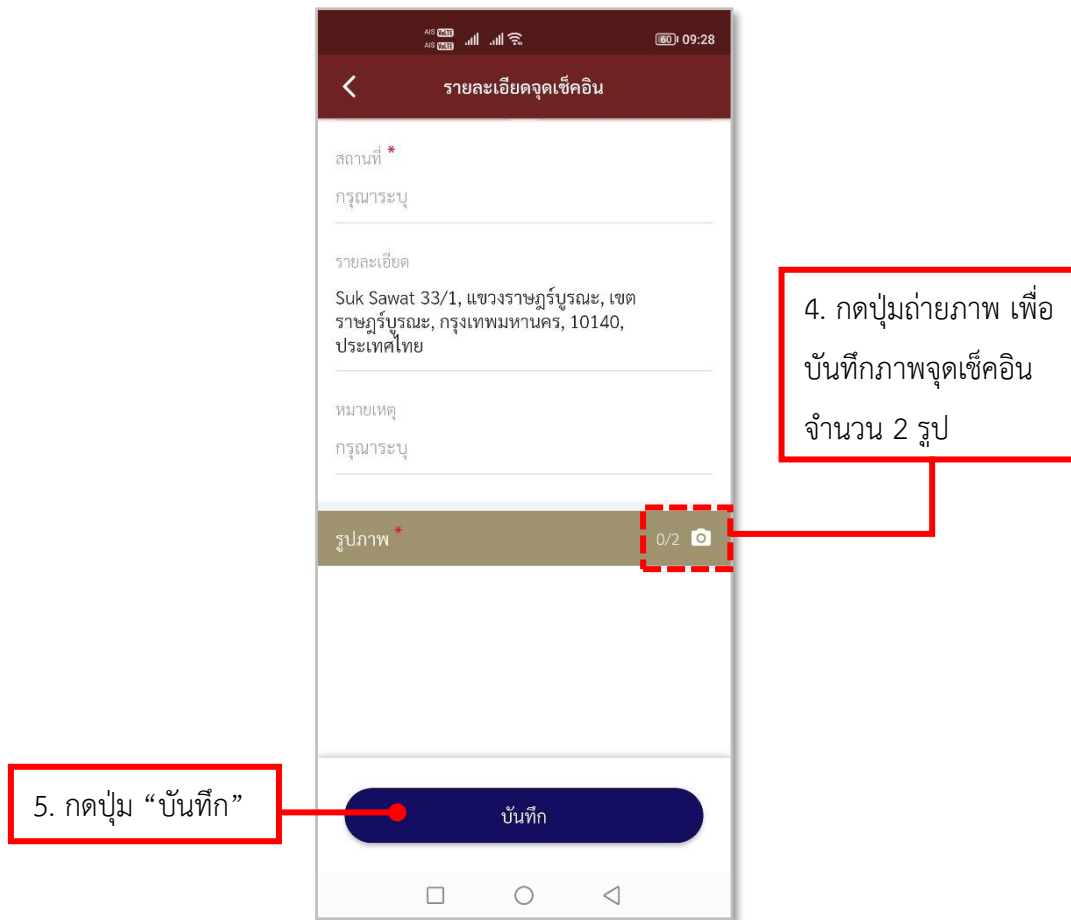 AIS VoLTE
AIS VoLTE
60 09:28
รายละเอียดจุดเช็คอิน
สถานที่ *
กรุณาระบุ
รายละเอียด
Suk Sawat 33/1, แขวงราษฎร์บูรณะ, เขต
ราษฎร์บูรณะ, กรุงเทพมหานคร, 10140,
ประเทศไทย
หมายเหตุ
กรุณาระบุ
รูปภาพ * 0/2
4. กดปุ่มถ่ายภาพ เพื่อ
บันทึกภาพจุดเช็คอิน
จำนวน 2 รูป
5. กดปุ่ม “บันทึก”
บันทึก